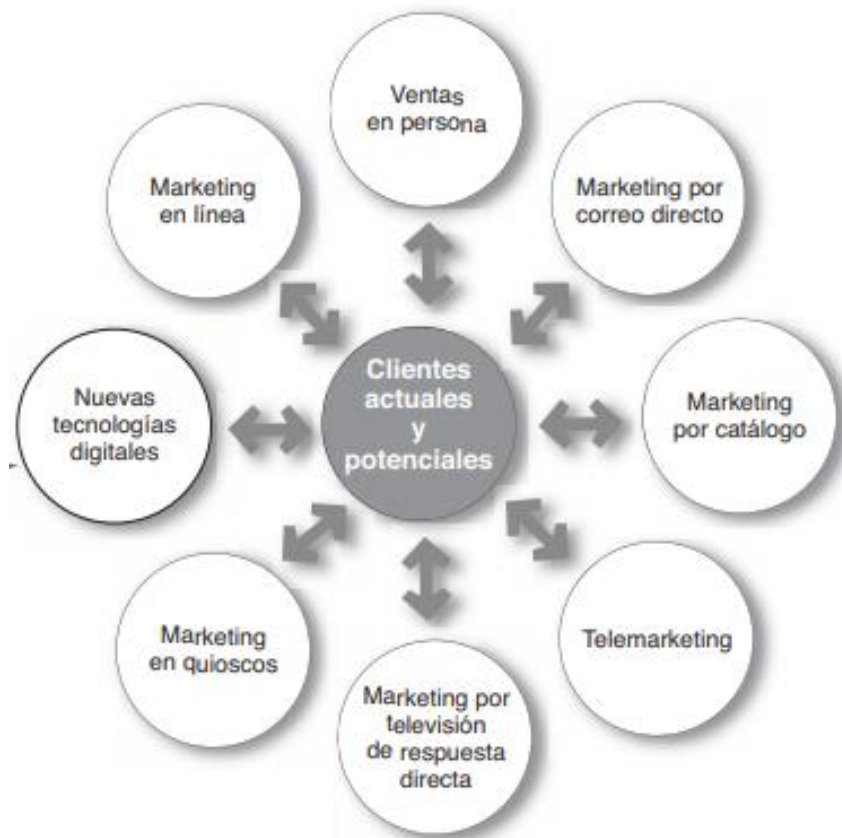 Ventas
en persona
Marketing por
correo directo
Marketing
por catálogo
Telemarketing
Marketing por
televisión
de respuesta
directa
Marketing
en quioscos
Nuevas
tecnologías
digitales
Marketing
en línea
Clientes
actuales
y
potenciales